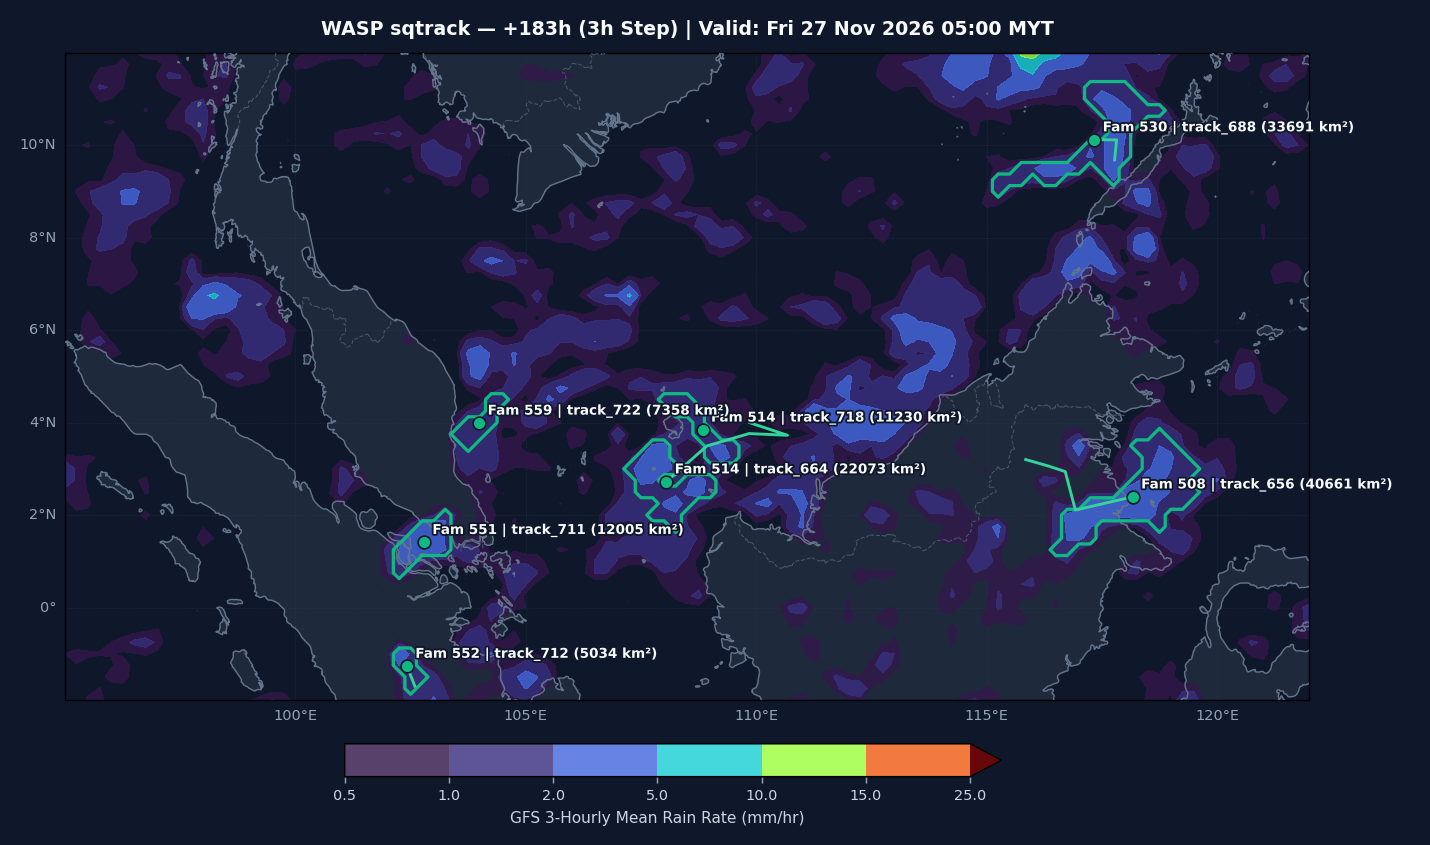 WASP sqtrack — +183h (3h Step) | Valid: Fri 27 Nov 2026 05:00 MYT
Fam 530 | track_688 (33691 km²)
10°N
8°N
6°N
Fam 559 | track_722 (7358 km²)
Fam 514 | track_718 (11230 km²)
4°N
Fam 514 | track_664 (22073 km²)
Fam 508 | track_656 (40661 km²)
2°N
Fam 551 | track_711 (12005 km²)
0°
Fam 552 | track_712 (5034 km²)
100°E 105°E 110°E 115°E 120°E
0.5 1.0 2.0 5.0 10.0 15.0 25.0
GFS 3-Hourly Mean Rain Rate (mm/hr)